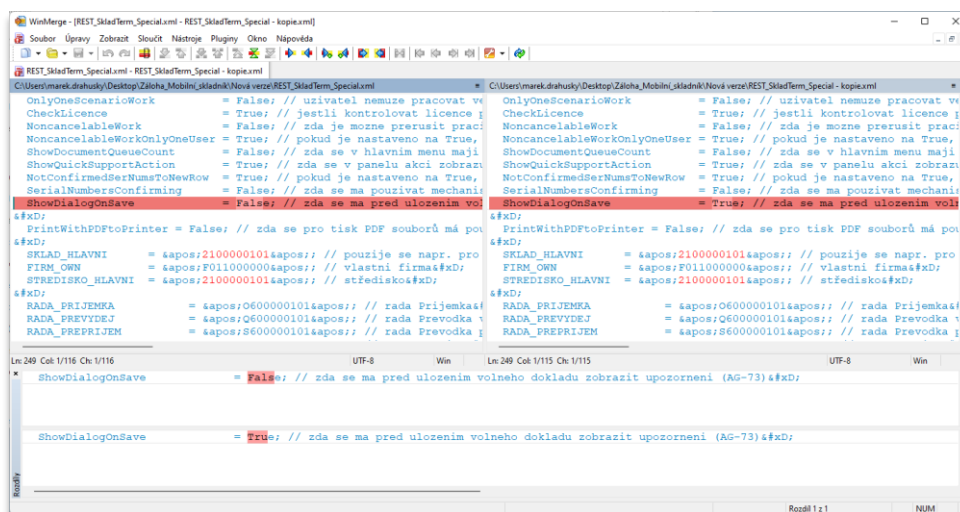 WinMerge - [REST_SkladTerm_Special.xml - REST_SkladTerm_Special - kopie.xml]
Soubor Úpravy Zobrazit Sloučit Nástroje Pluginy Okno Nápověda
REST_SkladTerm_Special.xml - REST_SkladTerm_Special - kopie.xml
C:\Users\marek.drahusky\Desktop\Záloha_Mobilní_skladník\Nová verze\REST_SkladTerm_Special.xml
OnlyOneScenarioWork = False; // uzivatel nemuze pracovat ve
CheckLicence = True; // jestli kontrolovat licence p
NoncancelableWork = False; // zda je mozne prerusit praci
NoncancelableWorkOnlyOneUser = True; // pokud je nastaveno na True,
ShowDocumentQueueCount = False; // zda se v hlavním menu mají
ShowQuickSupportAction = True; // zda se v panelu akci zobrazu
NotConfirmedSerNumsToNewRow = True; // pokud je nastaveno na True,
SerialNumbersConfirming = False; // zda se ma pouzivat mechanis
ShowDialogOnSave = False; // zda se ma pred ulozenim vol
&#xD;
PrintWithPDFtoPrinter = False; // zda se pro tisk PDF souborů má pou
&#xD;
SKLAD_HLAVNI = &apos;2100000101&apos; // pouzije se napr. pro
FIRM_OWN = &apos;F011000000&apos;; // vlastni firma&#xD;
STREDISKO_HLAVNI = &apos;2100000101&apos; // středisko&#xD;
&#xD;
RADA_PRIJEMKA = &apos;O600000101&apos;; // rada Prijemka&#
RADA_PREVYDEJ = &apos;Q600000101&apos;; // rada Prevodka v
RADA_PREPRIJEM = &apos;S600000101&apos;; // rada Prevodka p
Ln: 249 Col: 1/116 Ch: 1/116 UTF-8 Win
C:\Users\marek.drahusky\Desktop\Záloha_Mobilní_skladník\Nová verze\REST_SkladTerm_Special - kopie.xml
OnlyOneScenarioWork = False; // uzivatel nemuze pracovat ve
CheckLicence = True; // jestli kontrolovat licence p
NoncancelableWork = False; // zda je mozne prerusit praci
NoncancelableWorkOnlyOneUser = True; // pokud je nastaveno na True,
ShowDocumentQueueCount = False; // zda se v hlavním menu mají
ShowQuickSupportAction = True; // zda se v panelu akci zobrazu
NotConfirmedSerNumsToNewRow = True; // pokud je nastaveno na True,
SerialNumbersConfirming = False; // zda se ma pouzivat mechanis
ShowDialogOnSave = True; // zda se ma pred ulozenim voln
&#xD;
PrintWithPDFtoPrinter = False; // zda se pro tisk PDF souborů má pou
&#xD;
SKLAD_HLAVNI = &apos;2100000101&apos; // pouzije se napr. pro
FIRM_OWN = &apos;F011000000&apos;; // vlastni firma&#xD;
STREDISKO_HLAVNI = &apos;2100000101&apos; // středisko&#xD;
&#xD;
RADA_PRIJEMKA = &apos;O600000101&apos;; // rada Prijemka&#
RADA_PREVYDEJ = &apos;Q600000101&apos;; // rada Prevodka v
RADA_PREPRIJEM = &apos;S600000101&apos;; // rada Prevodka p
Ln: 249 Col: 1/115 Ch: 1/115 UTF-8 Win
ShowDialogOnSave = False; // zda se ma pred ulozenim volneho dokladu zobrazit upozorneni (AG-73)&#xD;
ShowDialogOnSave = True; // zda se ma pred ulozenim volneho dokladu zobrazit upozorneni (AG-73)&#xD;
Rozdíly
Rozdíl 1 z 1 NUM